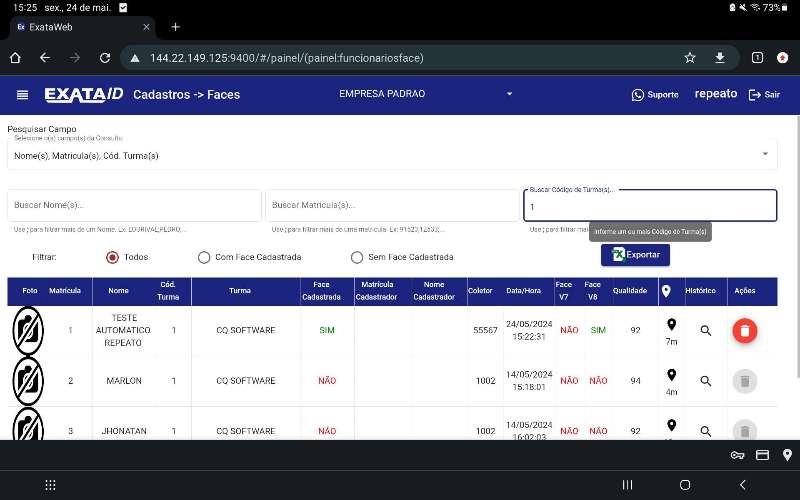 15:25 sex., 24 de mai.
73%
Ex ExataWeb
144.22.149.125:9400/#/painel/(painel:funcionariosface)
1
EXATA ID Cadastros -> Faces
EMPRESA PADRAO
Suporte
repeato
Sair
Pesquisar Campo
Selecione o(s) campo(s) da Consulta
Nome(s), Matricula(s), Cód. Turma(s)
Buscar Nome(s)...
Buscar Matricula(s)...
Buscar Código de Turma(s)...
1
Use ; para filtrar mais de um Nome. Ex: LOURIVAL;PEDRO;..
Use ; para filtrar mais de uma matricula. Ex: 91523;12533;...
Use ; para filtrar mais
Informe um ou mais Código de Turma(s)
Filtrar:
Todos
Com Face Cadastrada
Sem Face Cadastrada
Exportar
Foto Matricula Nome Cód. Turma Turma Face Cadastrada Matrícula Cadastrador Nome Cadastrador Coletor Data/Hora Face V7 Face V8 Qualidade Histórico Ações
1 TESTE AUTOMATICO REPEATO 1 CQ SOFTWARE SIM 55567 24/05/2024 15:22:31 NÃO SIM 92 7m
2 MARLON 1 CQ SOFTWARE NÃO 1002 14/05/2024 15:18:01 NÃO NÃO 94 4m
3 JHONATAN 1 CQ SOFTWARE NÃO 1002 14/05/2024 16:02:03 NÃO NÃO 92